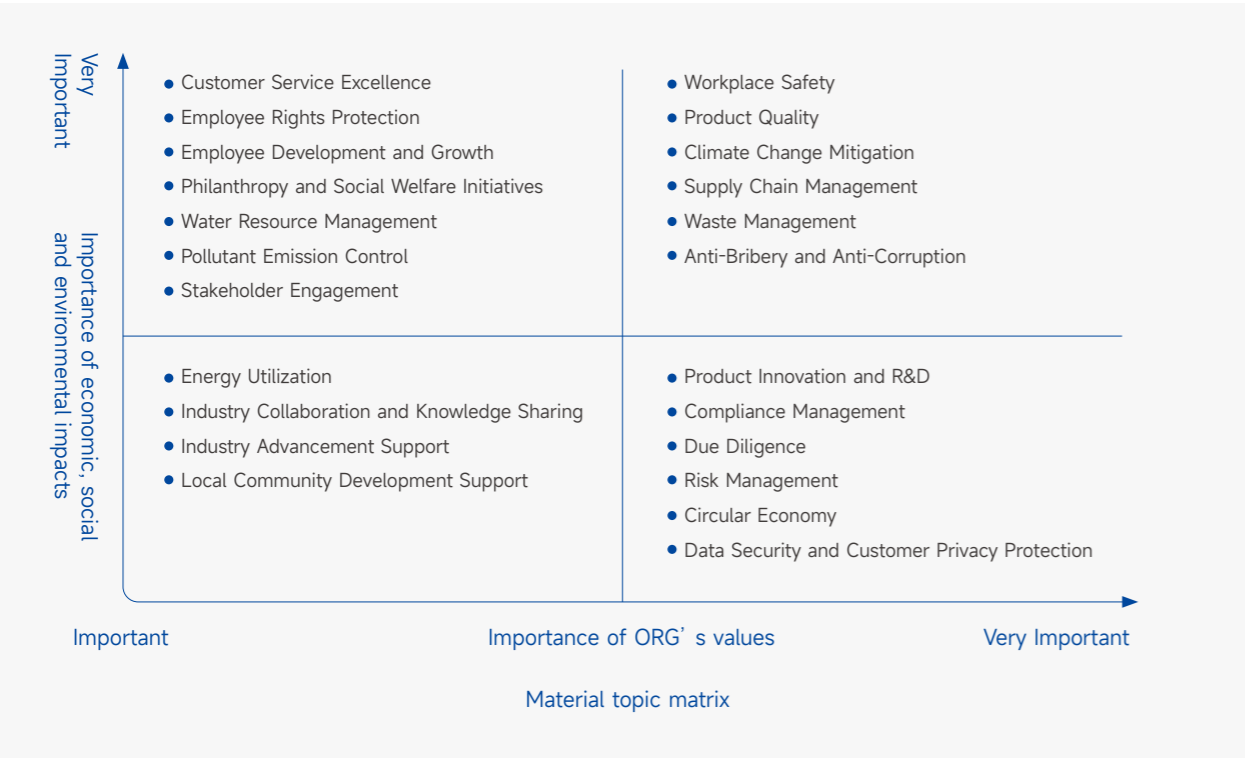 Very
Important
Importance of economic, social
and environmental impacts
Customer Service Excellence
Employee Rights Protection
Employee Development and Growth
Philanthropy and Social Welfare Initiatives
Water Resource Management
Pollutant Emission Control
Stakeholder Engagement
Workplace Safety
Product Quality
Climate Change Mitigation
Supply Chain Management
Waste Management
Anti-Bribery and Anti-Corruption
Energy Utilization
Industry Collaboration and Knowledge Sharing
Industry Advancement Support
Local Community Development Support
Product Innovation and R&D
Compliance Management
Due Diligence
Risk Management
Circular Economy
Data Security and Customer Privacy Protection
Important
Importance of ORG’ s values
Very Important
Material topic matrix